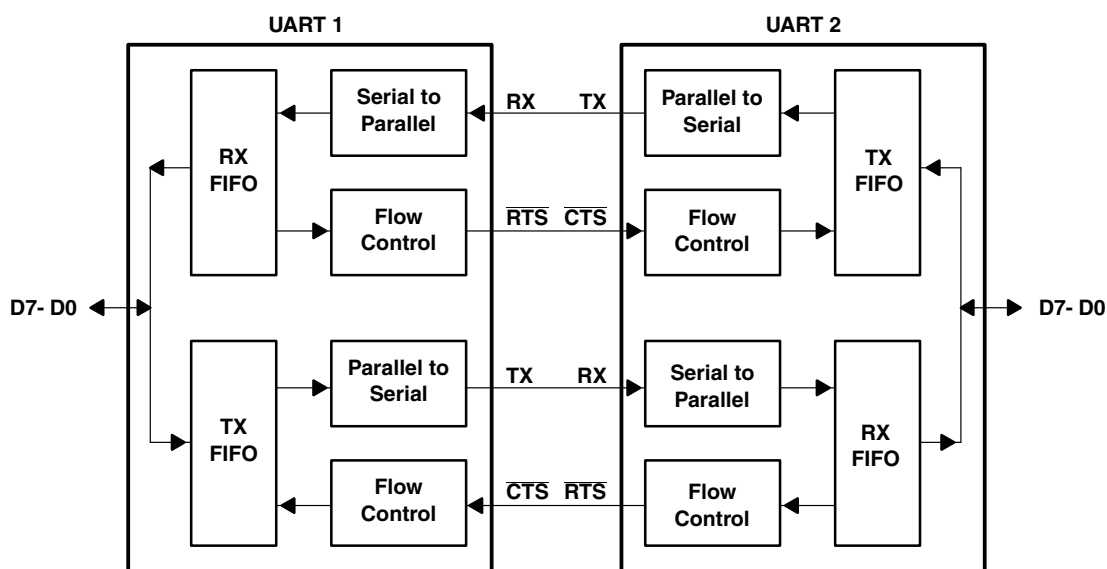 UART 1
UART 2
Serial to
Parallel
RX
TX
Parallel to
Serial
RX
FIFO
TX
FIFO
Flow
Control
RTS
CTS
Flow
Control
D7- D0
D7- D0
Parallel to
Serial
TX
RX
Serial to
Parallel
TX
FIFO
RX
FIFO
Flow
Control
CTS
RTS
Flow
Control